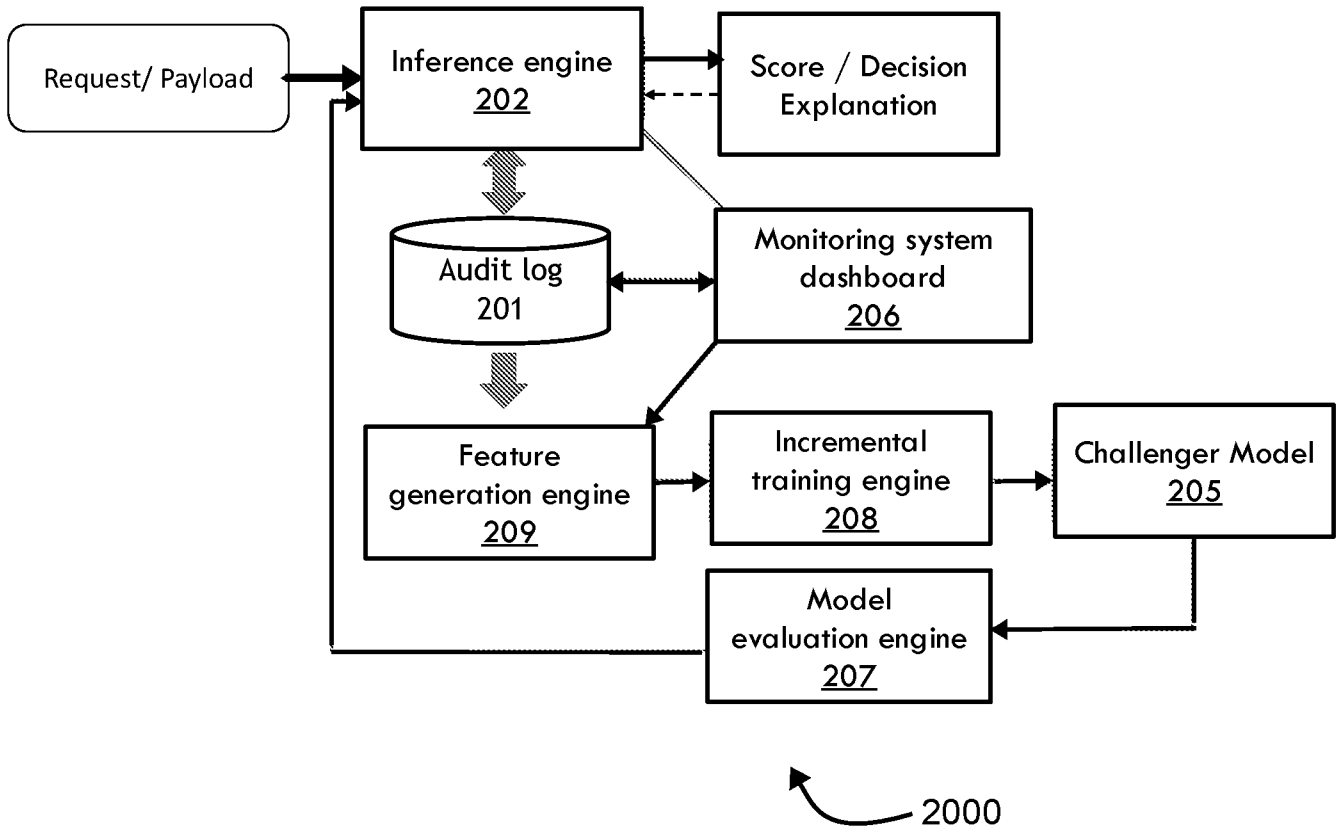 Request/ Payload
Inference engine
202
Score / Decision
Explanation
Audit log
201
Monitoring system
dashboard
206
Feature
generation engine
209
Incremental
training engine
208
Challenger Model
205
Model
evaluation engine
207
2000